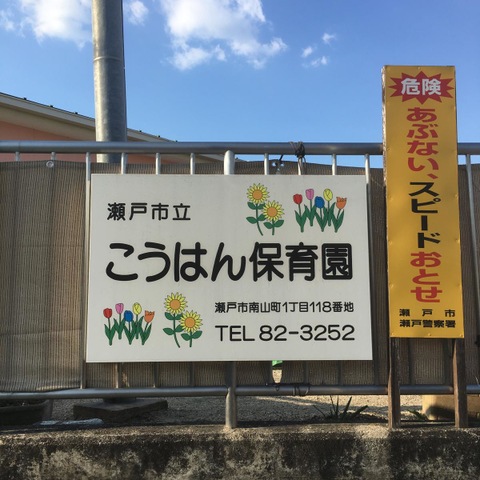 瀬戸市立
こうはん保育園
瀬戸市南山町1丁目118番地
TEL 82-3252
危険
あぶない、スピードおとせ
瀬戸市
瀬戸警察署